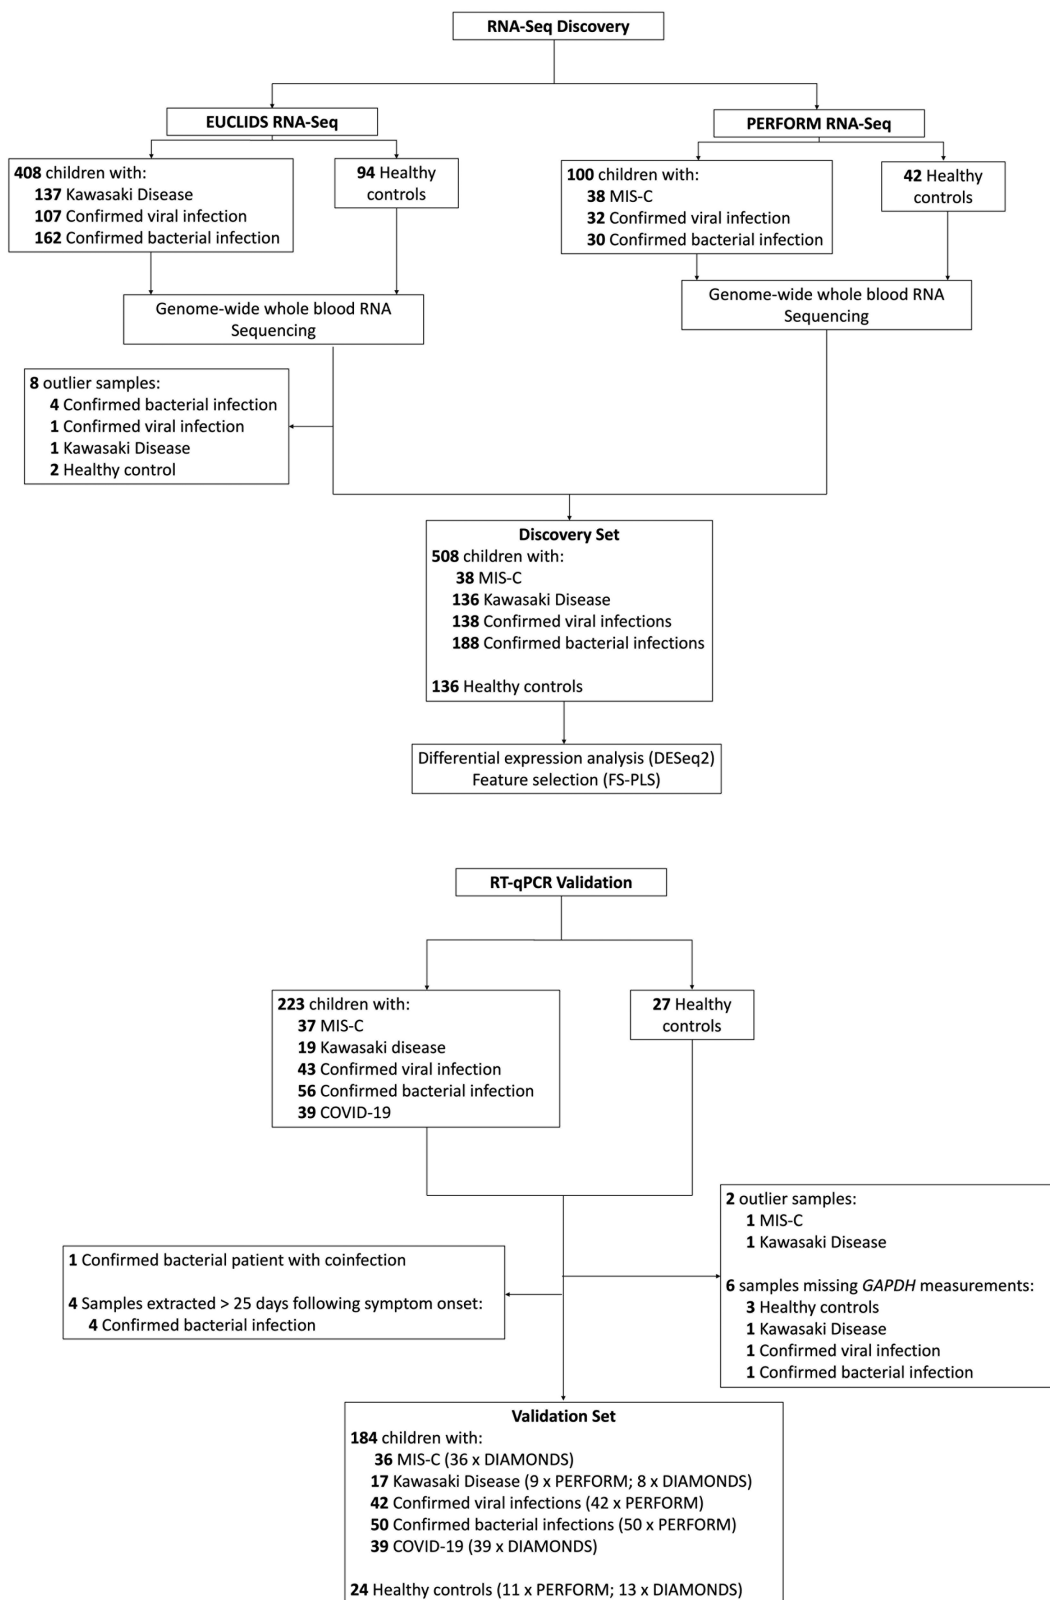 RNA-Seq Discovery
EUCLIDS RNA-Seq
PERFORM RNA-Seq
408 children with:
137 Kawasaki Disease
107 Confirmed viral infection
162 Confirmed bacterial infection
94 Healthy
controls
100 children with:
38 MIS-C
32 Confirmed viral infection
30 Confirmed bacterial infection
42 Healthy
controls
Genome-wide whole blood RNA
Sequencing
Genome-wide whole blood RNA
Sequencing
8 outlier samples:
4 Confirmed bacterial infection
1 Confirmed viral infection
1 Kawasaki Disease
2 Healthy control
Discovery Set
508 children with:
38 MIS-C
136 Kawasaki Disease
138 Confirmed viral infections
188 Confirmed bacterial infections
136 Healthy controls
Differential expression analysis (DESeq2)
Feature selection (FS-PLS)
RT-qPCR Validation
223 children with:
37 MIS-C
19 Kawasaki disease
43 Confirmed viral infection
56 Confirmed bacterial infection
39 COVID-19
27 Healthy
controls
2 outlier samples:
1 MIS-C
1 Kawasaki Disease
6 samples missing GAPDH measurements:
3 Healthy controls
1 Kawasaki Disease
1 Confirmed viral infection
1 Confirmed bacterial infection
1 Confirmed bacterial patient with coinfection
4 Samples extracted > 25 days following symptom onset:
4 Confirmed bacterial infection
Validation Set
184 children with:
36 MIS-C (36 x DIAMONDS)
17 Kawasaki Disease (9 x PERFORM; 8 x DIAMONDS)
42 Confirmed viral infections (42 x PERFORM)
50 Confirmed bacterial infections (50 x PERFORM)
39 COVID-19 (39 x DIAMONDS)
24 Healthy controls (11 x PERFORM; 13 x DIAMONDS)